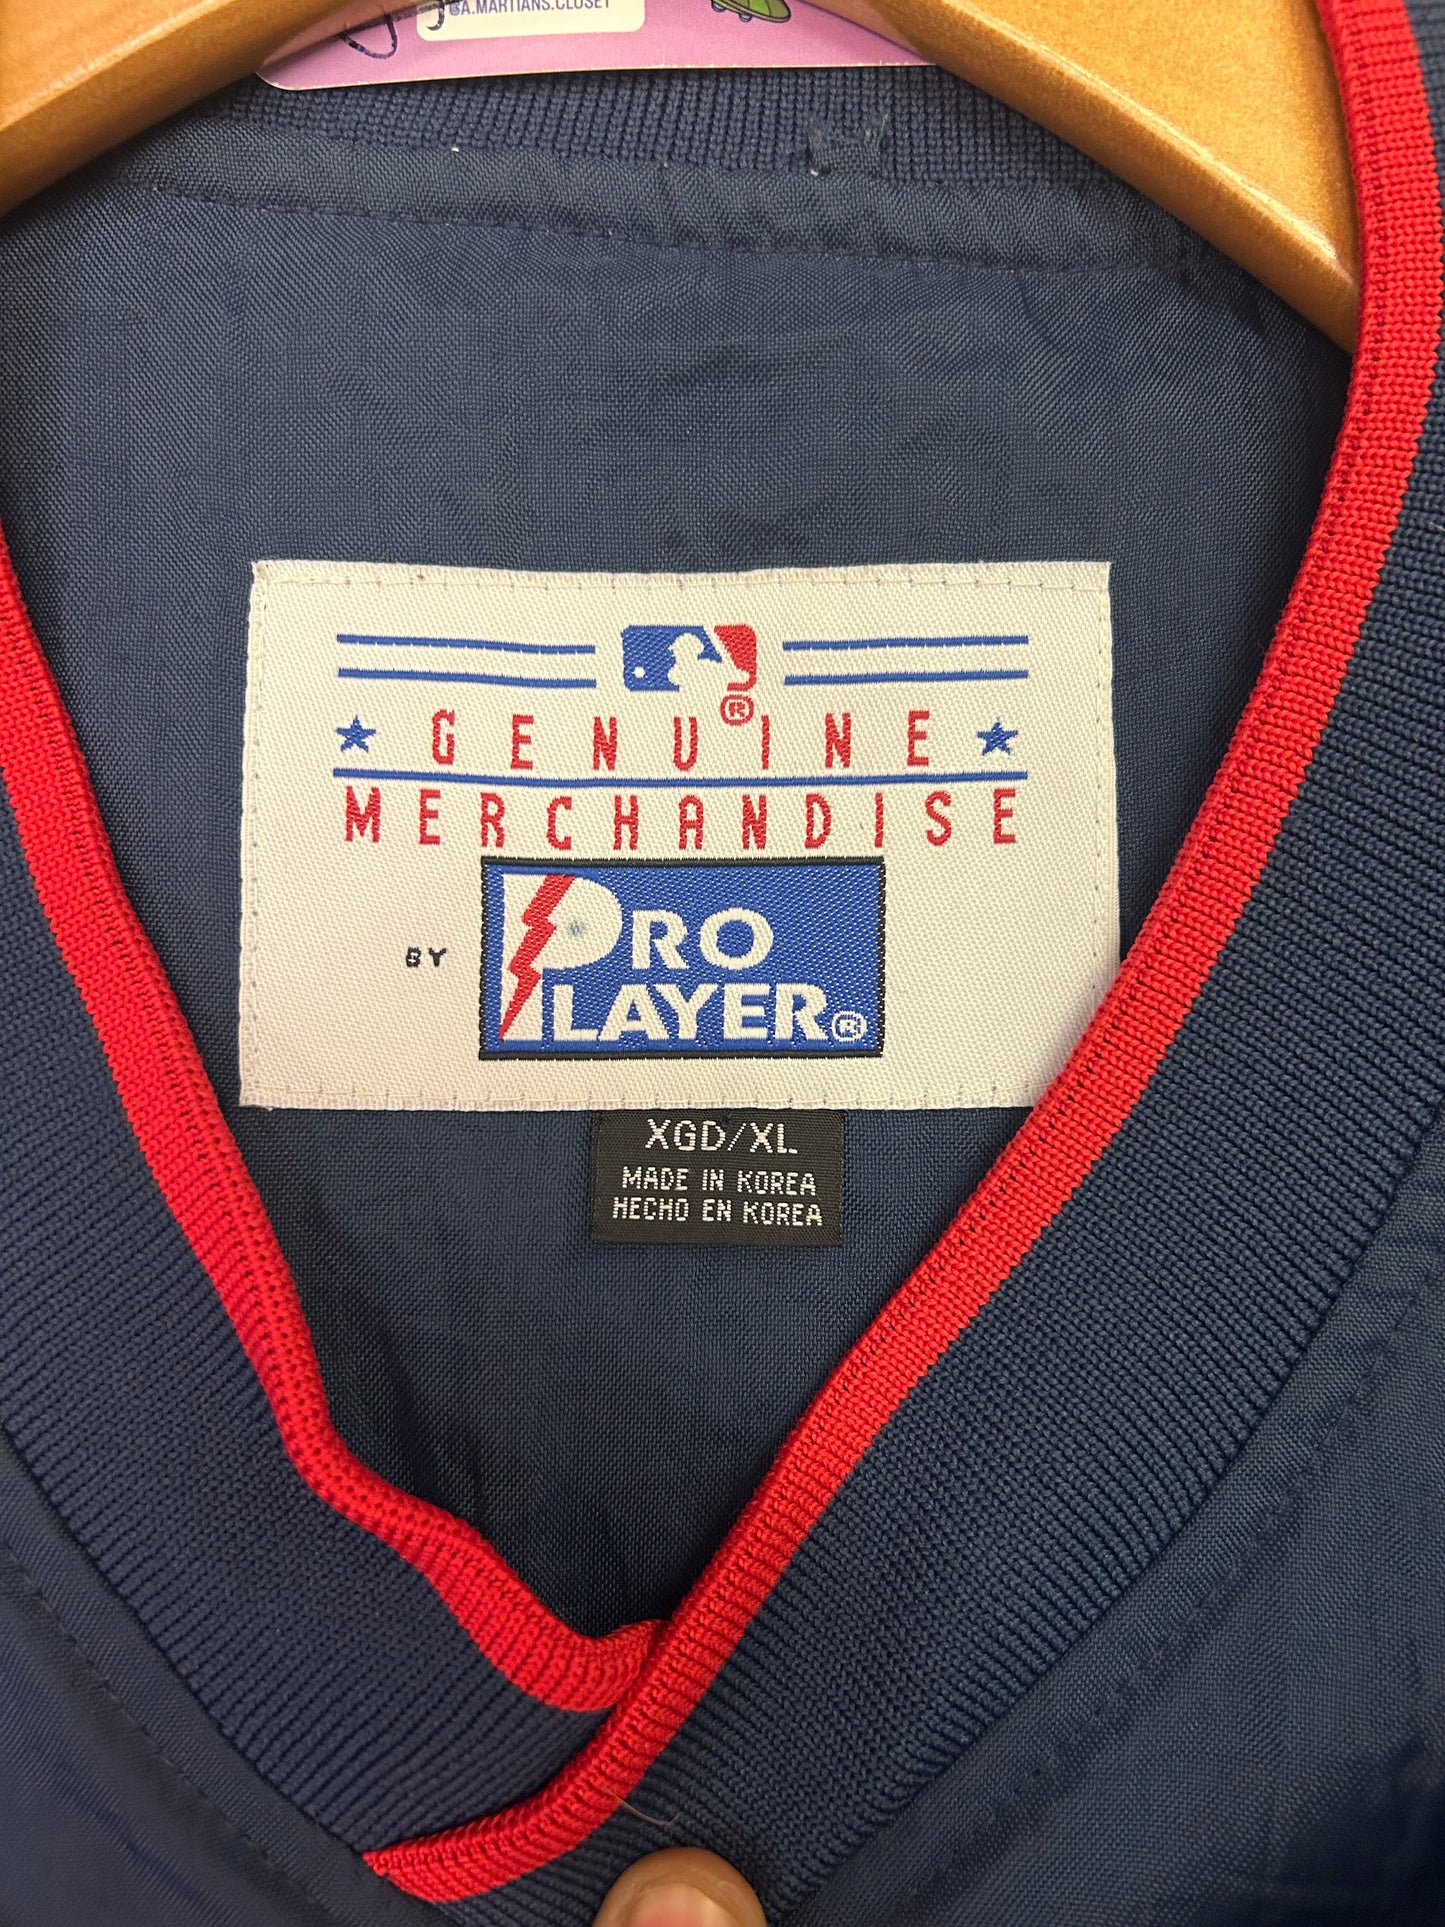 @A.MARTIANS.CLOSET
GENUINE
MERCHANDISE
BY PRO PLAYER®
XGD/XL
MADE IN KOREA
HECHO EN KOREA